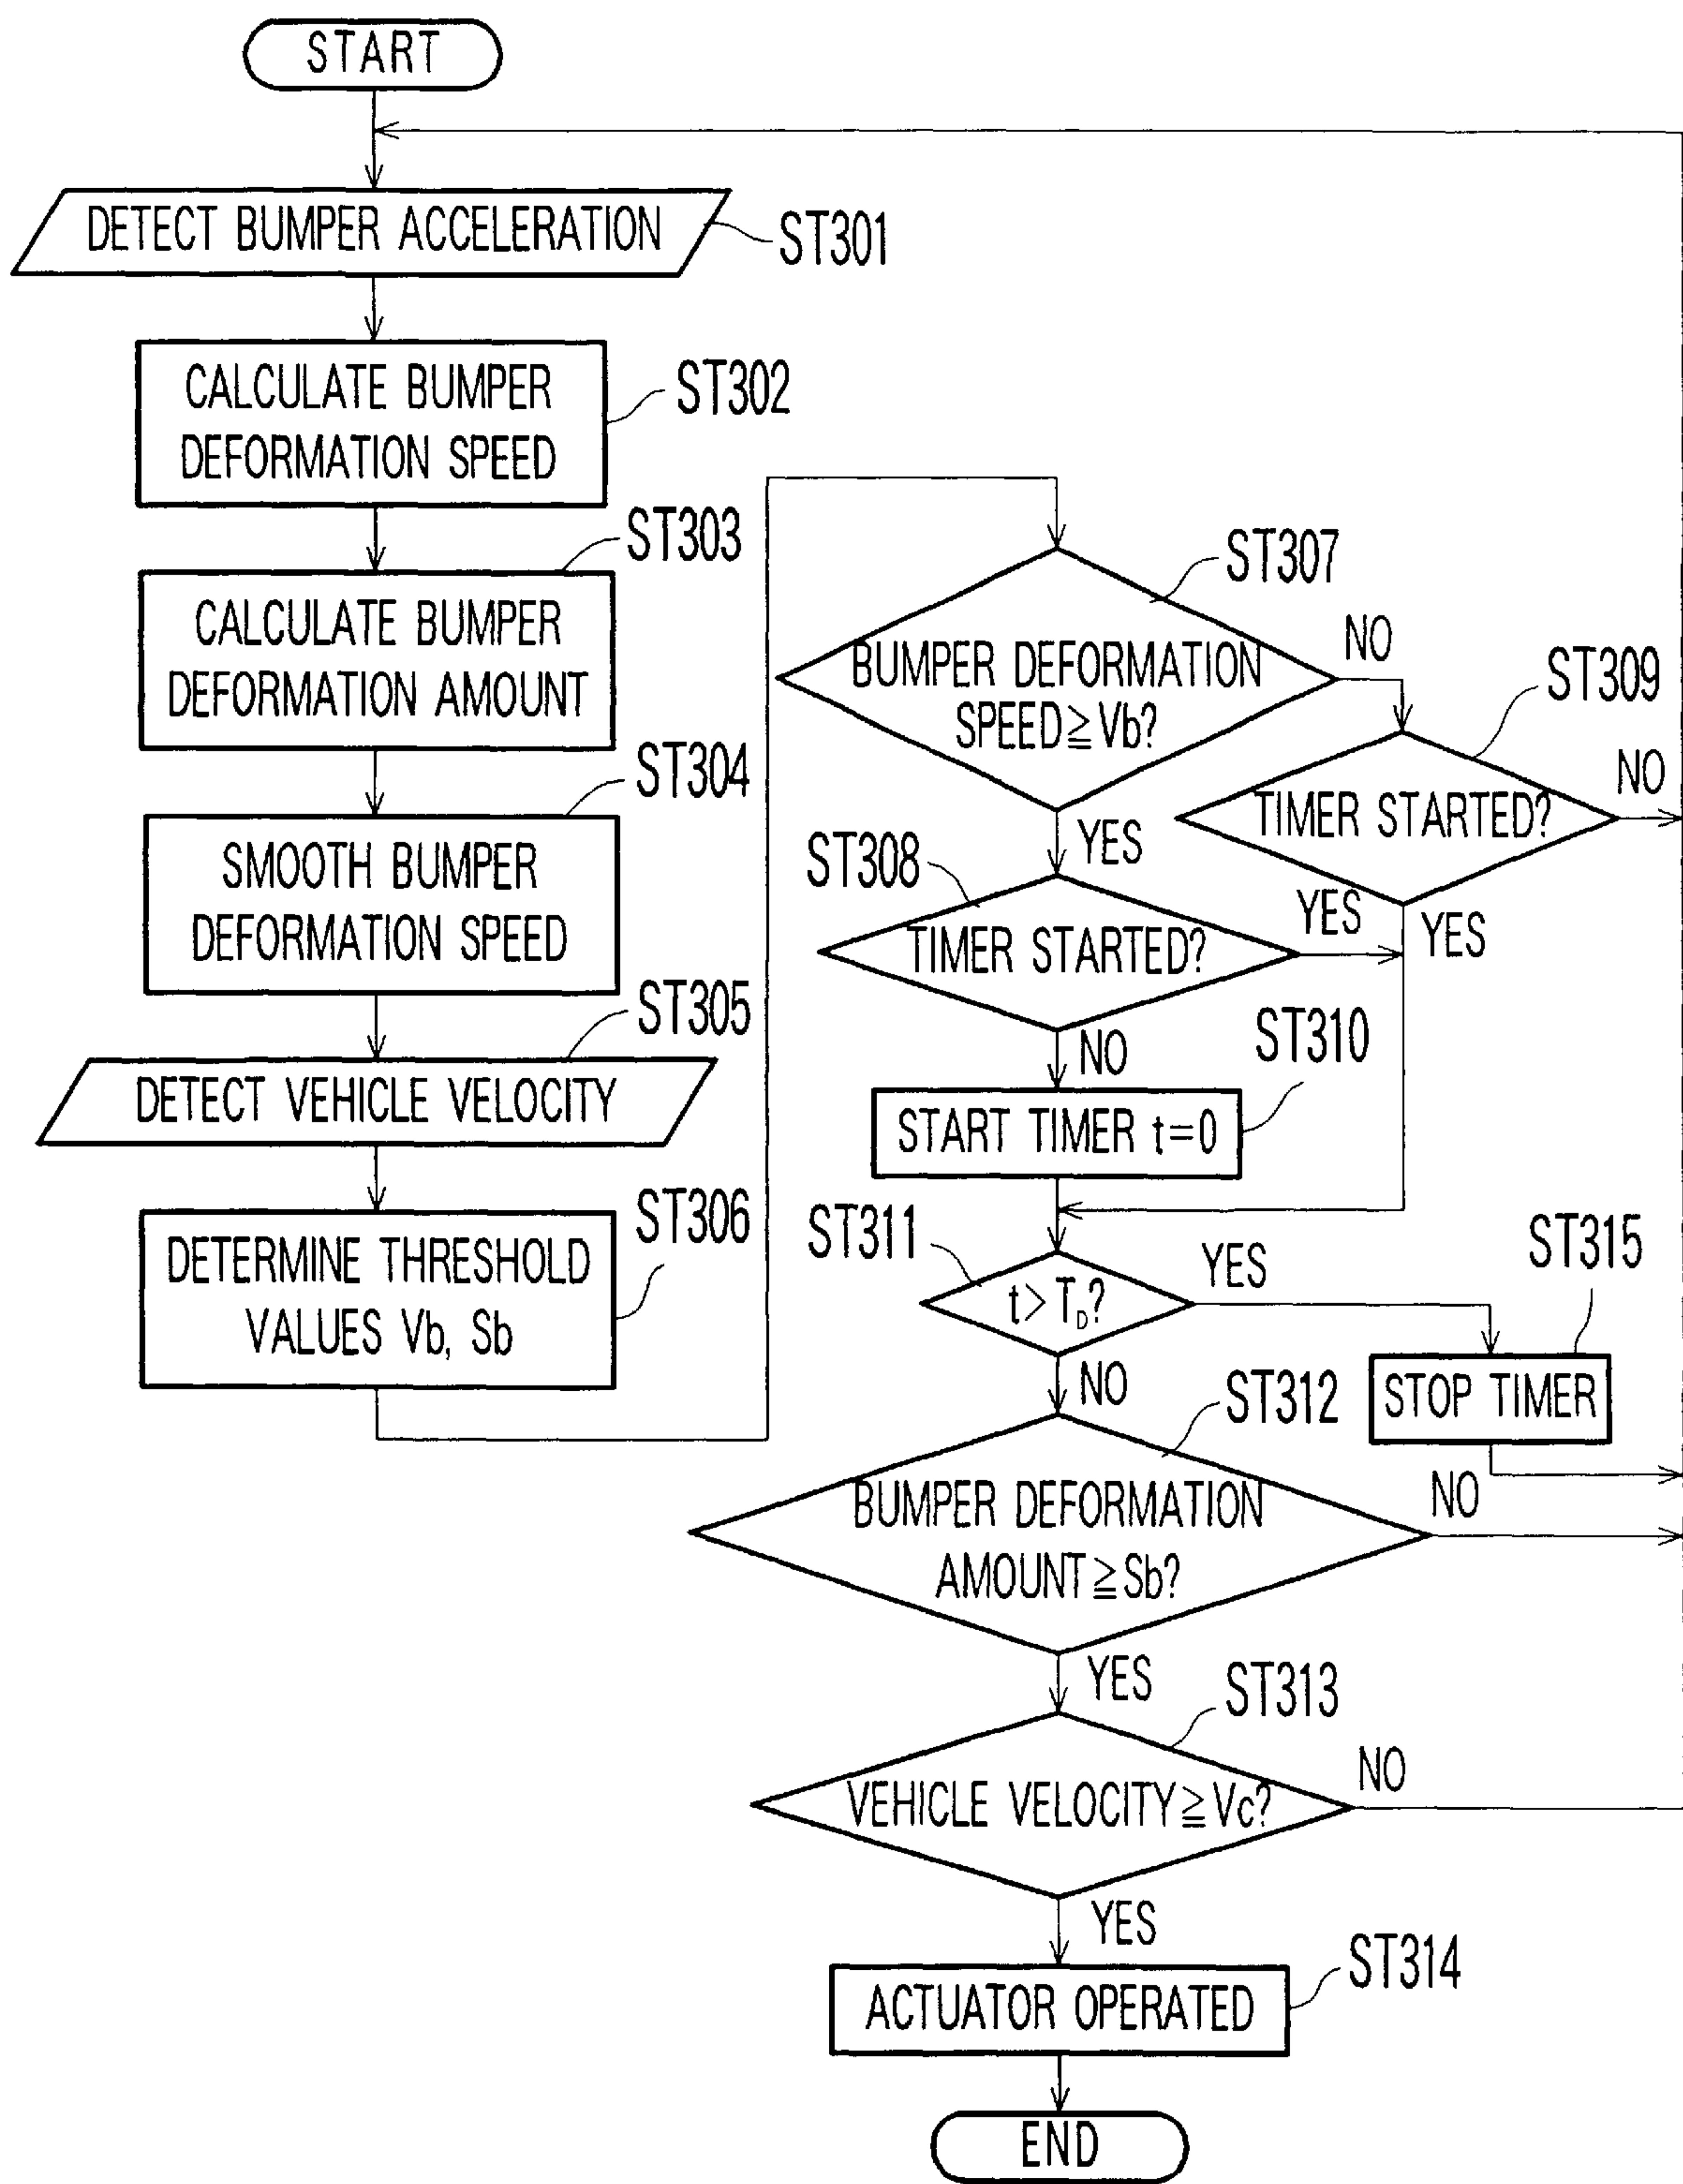 START
DETECT BUMPER ACCELERATION
ST301
CALCULATE BUMPER
DEFORMATION SPEED
ST302
ST303
CALCULATE BUMPER
DEFORMATION AMOUNT
ST304
SMOOTH BUMPER
DEFORMATION SPEED
ST305
DETECT VEHICLE VELOCITY
ST306
DETERMINE THRESHOLD
VALUES Vb, Sb
ST307
BUMPER DEFORMATION
SPEED≧Vb?
NO
YES
ST309
TIMER STARTED?
NO
YES
ST308
TIMER STARTED?
YES
NO
ST310
START TIMER t=0
ST311
t>T_D?
YES
NO
ST315
STOP TIMER
ST312
BUMPER DEFORMATION
AMOUNT≧Sb?
NO
YES
ST313
VEHICLE VELOCITY≧Vc?
NO
YES
ST314
ACTUATOR OPERATED
END